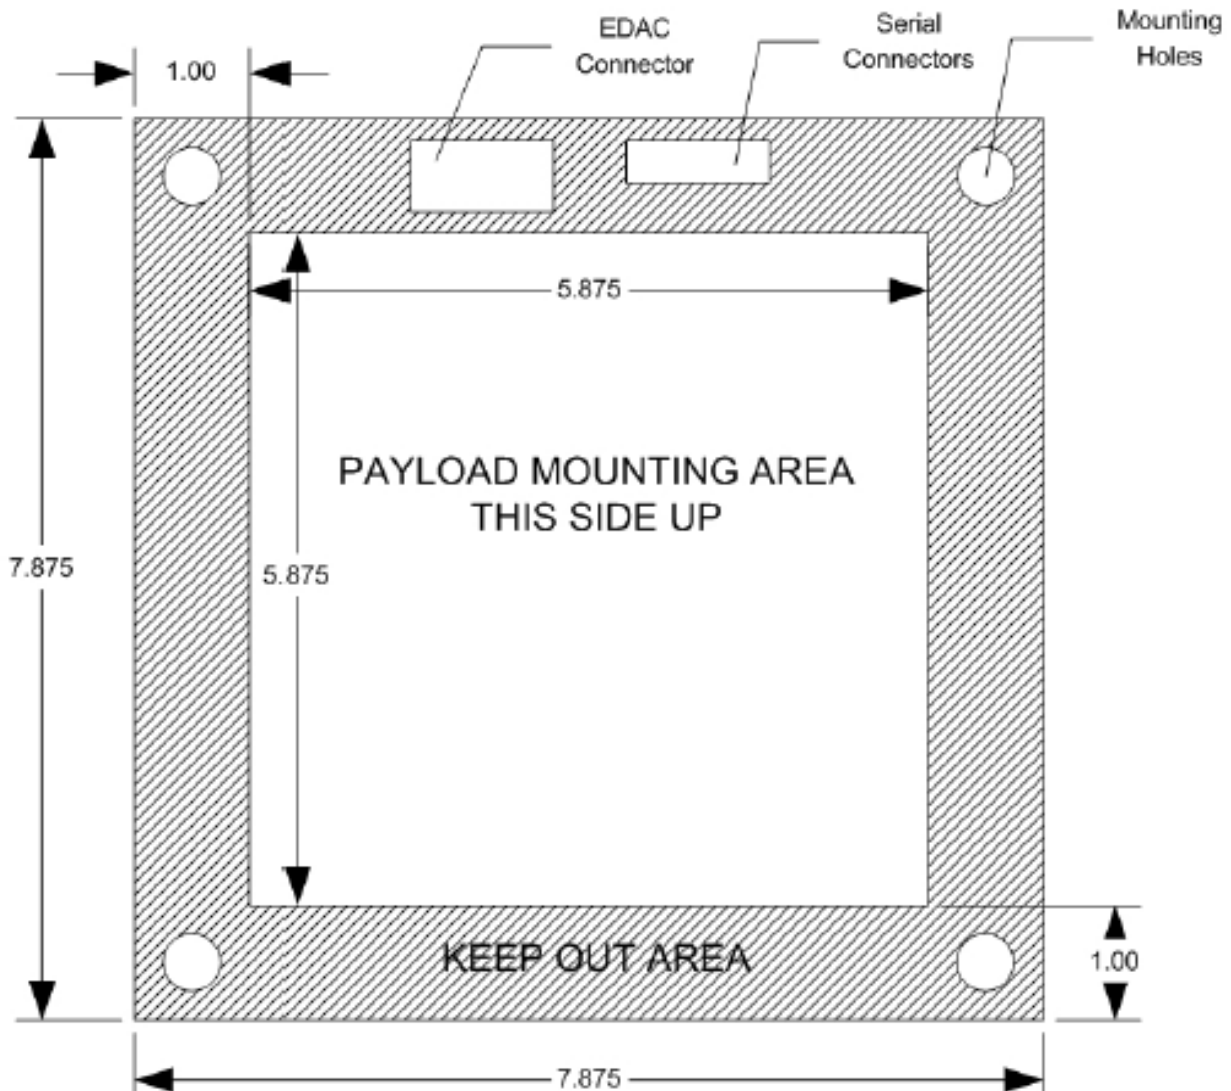 EDAC
Connector
Serial
Connectors
Mounting
Holes
1.00
5.875
PAYLOAD MOUNTING AREA
THIS SIDE UP
7.875
5.875
KEEP OUT AREA
1.00
7.875